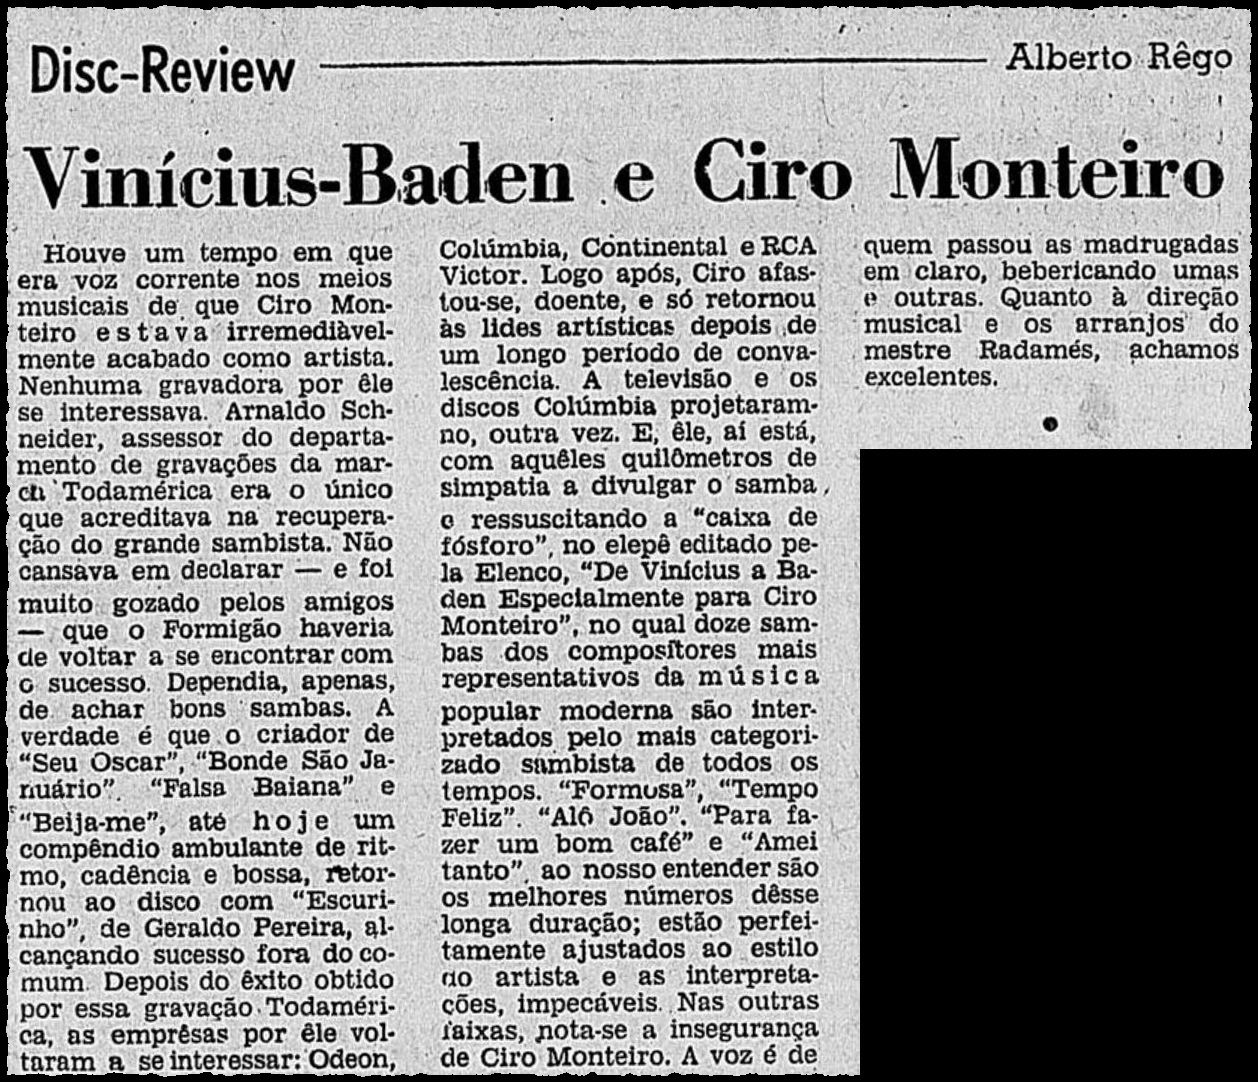 Disc-Review
Alberto Rêgo
Vinícius-Baden e Ciro Monteiro
Houve um tempo em que
era voz corrente nos meios
musicais de que Ciro Mon-
teiro estava irremediàvel-
mente acabado como artista.
Nenhuma gravadora por êle
se interessava. Arnaldo Sch-
neider, assessor do departa-
mento de gravações da mar-
ca Todamérica era o único
que acreditava na recupera-
ção do grande sambista. Não
cansava em declarar — e foi
muito gozado pelos amigos
— que o Formigão haveria
de voltar a se encontrar com
o sucesso. Dependia, apenas,
de achar bons sambas. A
verdade é que o criador de
"Seu Oscar", "Bonde São Ja-
nuário". "Falsa Baiana" e
"Beija-me", até hoje um
compêndio ambulante de rit-
mo, cadência e bossa, retor-
nou ao disco com "Escuri-
nho", de Geraldo Pereira, al-
cançando sucesso fora do co-
mum. Depois do êxito obtido
por essa gravação Todaméri-
ca, as emprêsas por êle vol-
taram a se interessar: Odeon,
Colúmbia, Continental e RCA
Victor. Logo após, Ciro afas-
tou-se, doente, e só retornou
às lides artísticas depois de
um longo período de conva-
lescência. A televisão e os
discos Colúmbia projetaram-
no, outra vez. E, êle, aí está,
com aquêles quilômetros de
simpatia a divulgar o samba,
e ressuscitando a "caixa de
fósforo", no elepê editado pe-
la Elenco, "De Vinícius a Ba-
den Especialmente para Ciro
Monteiro", no qual doze sam-
bas dos compositores mais
representativos da música
popular moderna são inter-
pretados pelo mais categori-
zado sambista de todos os
tempos. "Formosa", "Tempo
Feliz". "Alô João". "Para fa-
zer um bom café" e "Amei
tanto", ao nosso entender são
os melhores números dêsse
longa duração; estão perfei-
tamente ajustados ao estilo
do artista e as interpreta-
ções, impecáveis. Nas outras
faixas, nota-se a insegurança
de Ciro Monteiro. A voz é de
quem passou as madrugadas
em claro, bebericando umas
e outras. Quanto à direção
musical e os arranjos do
mestre Radamés, achamos
excelentes.